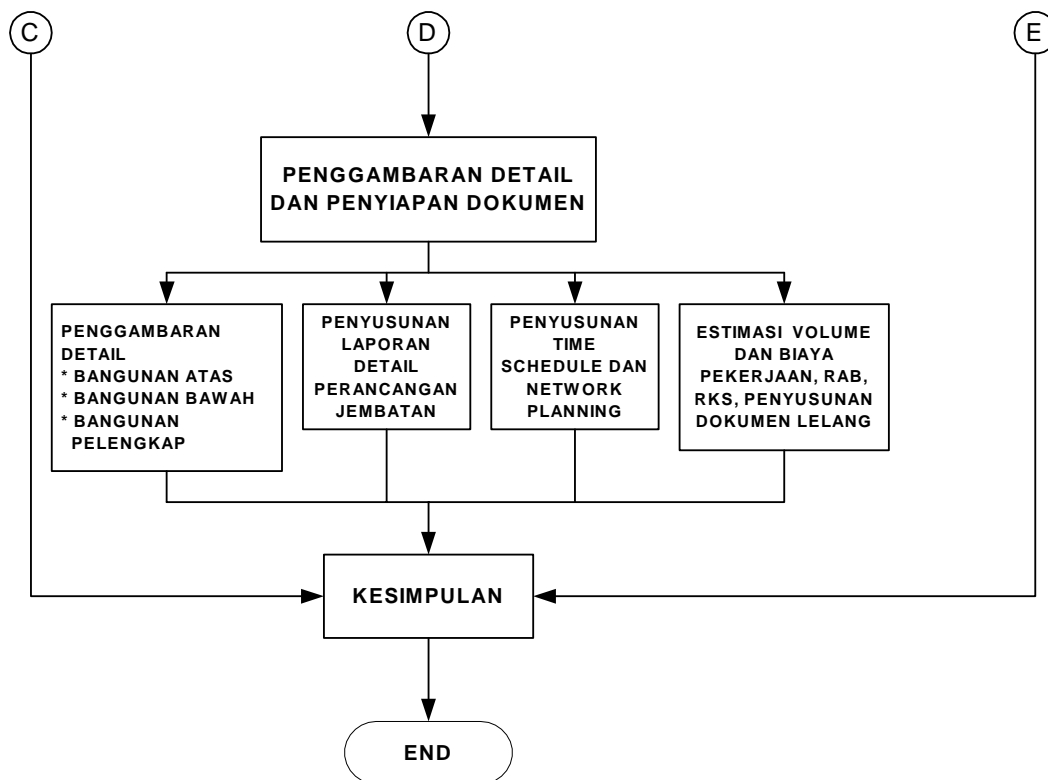 C
D
E
PENGGAMBARAN DETAIL
DAN PENYIAPAN DOKUMEN
PENGGAMBARAN
DETAIL
* BANGUNAN ATAS
* BANGUNAN BAWAH
* BANGUNAN
PELENGKAP
PENYUSUNAN
LAPORAN
DETAIL
PERANCANGAN
JEMBATAN
PENYUSUNAN
TIME
SCHEDULE DAN
NETWORK
PLANNING
ESTIMASI VOLUME
DAN BIAYA
PEKERJAAN, RAB,
RKS, PENYUSUNAN
DOKUMEN LELANG
KESIMPULAN
END